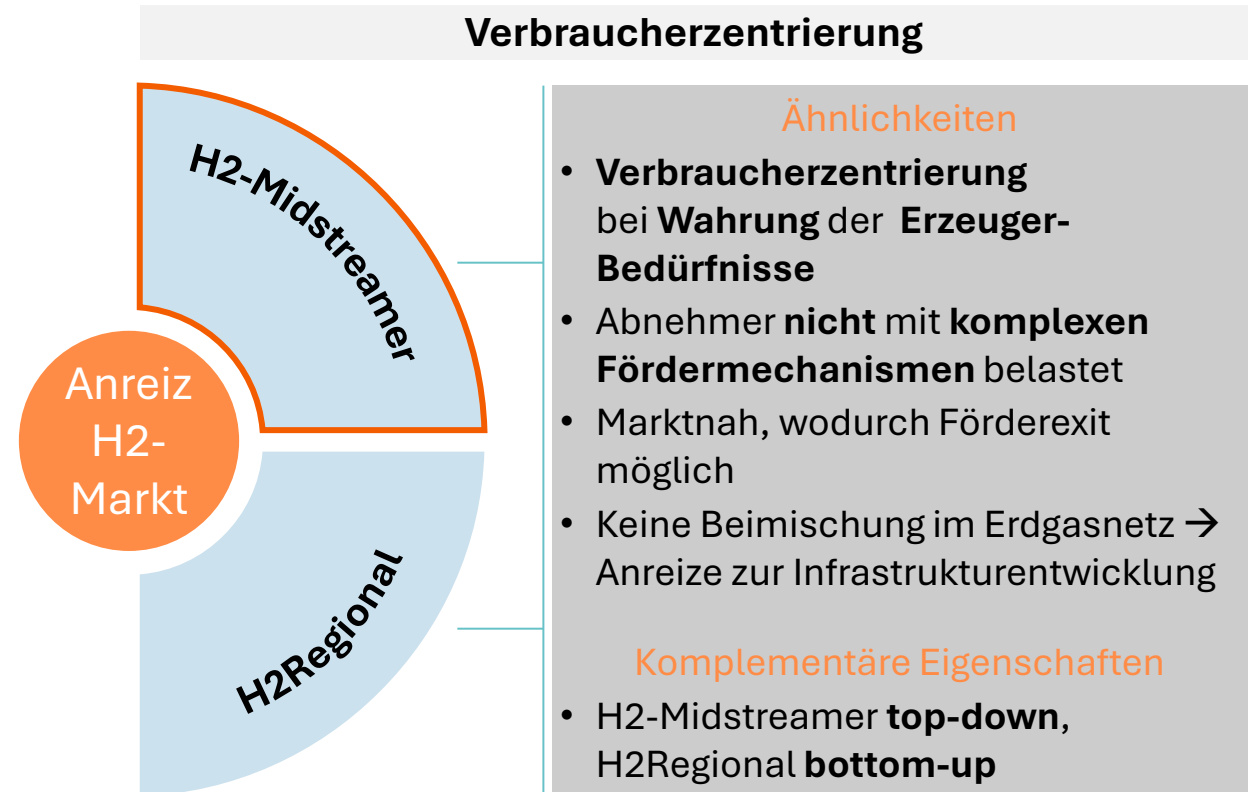 Verbraucherzentrierung
H2-Midstreamer
Anreiz
H2-
Markt
H2Regional
Ähnlichkeiten
• Verbraucherzentrierung
bei Wahrung der Erzeuger-
Bedürfnisse
• Abnehmer nicht mit komplexen
Fördermechanismen belastet
• Marktnah, wodurch Förderexit
möglich
• Keine Beimischung im Erdgasnetz →
Anreize zur Infrastrukturentwicklung
Komplementäre Eigenschaften
• H2-Midstreamer top-down,
H2Regional bottom-up